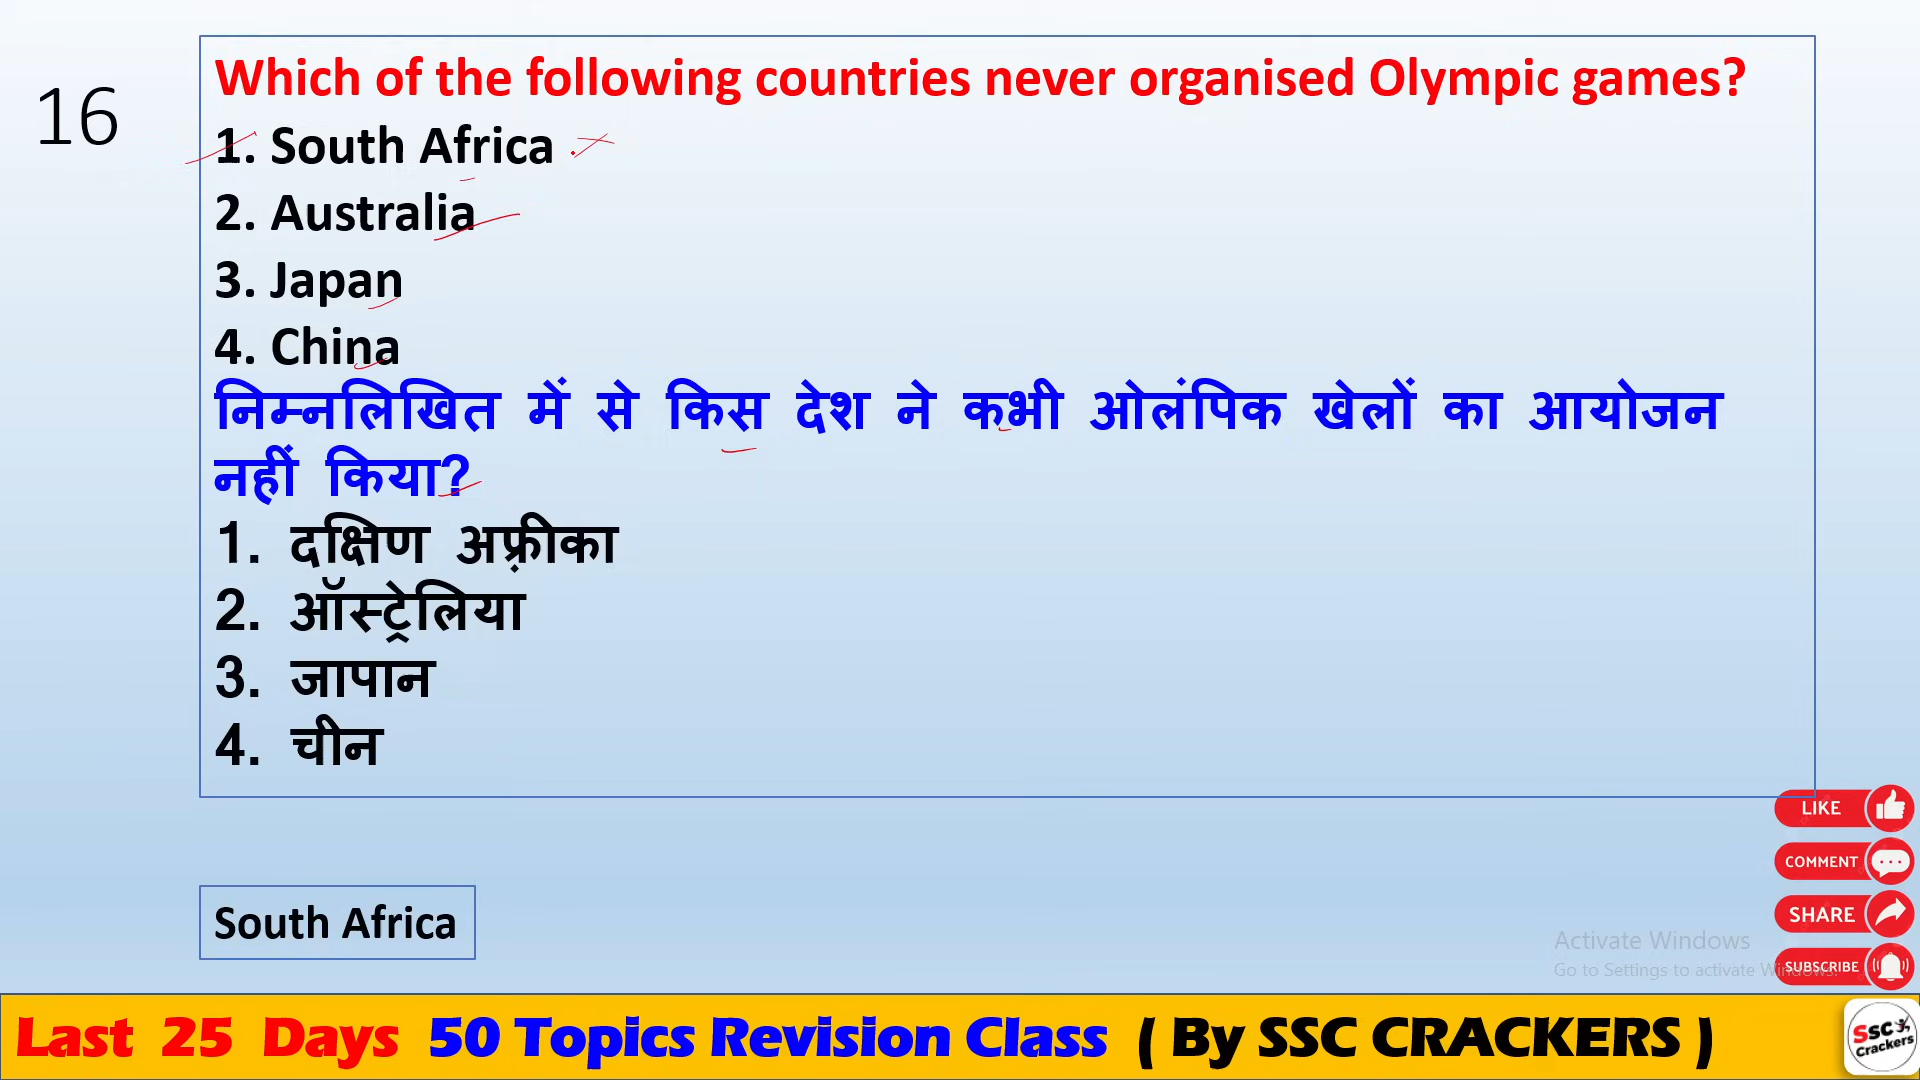 16
Which of the following countries never organised Olympic games?
1. South Africa
2. Australia
3. Japan
4. China
निम्नलिखित में से किस देश ने कभी ओलंपिक खेलों का आयोजन
नहीं किया?
1. दक्षिण अफ़्रीका
2. ऑस्ट्रेलिया
3. जापान
4. चीन
LIKE
COMMENT
SHARE
SUBSCRIBE
South Africa
Activate Windows
Go to Settings to activate Windows.
Last 25 Days 50 Topics Revision Class ( By SSC CRACKERS )
SSC
Crackers